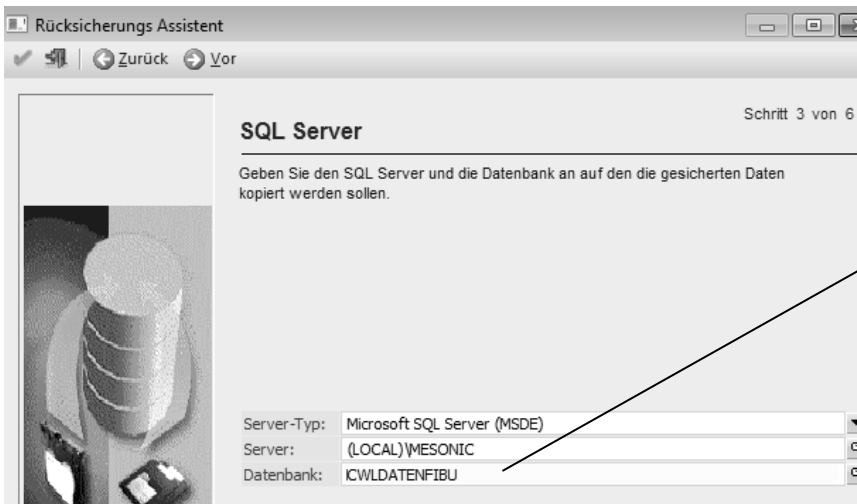 Rücksicherungs Assistent
Zurück Vor
Schritt 3 von 6
SQL Server
Geben Sie den SQL Server und die Datenbank an auf den die gesicherten Daten
kopiert werden sollen.
Server-Typ: Microsoft SQL Server (MSDE)
Server: (LOCAL)\MESONIC
Datenbank: CWLDATENFIBU